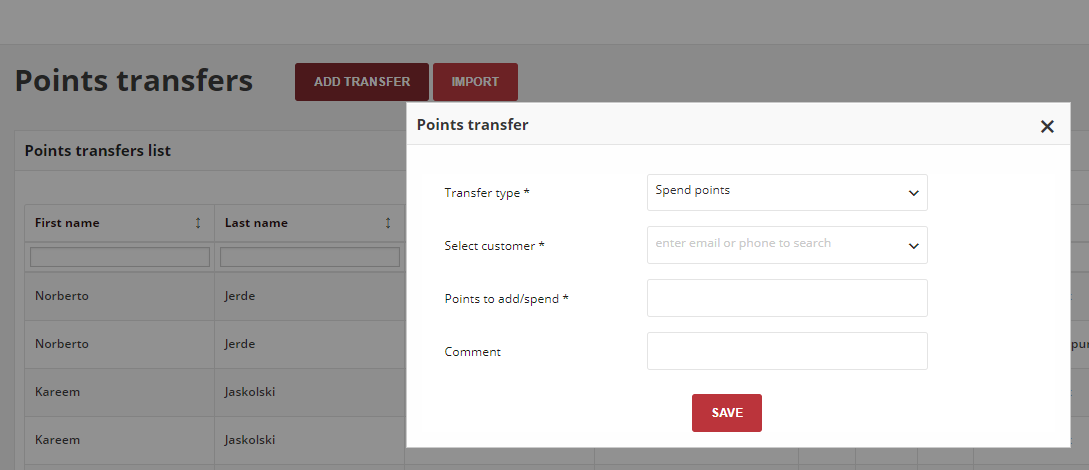 Points transfers
ADD TRANSFER
IMPORT
Points transfer
Points transfers list
Transfer type *
Spend points
First name
Last name
Select customer *
enter email or phone to search
Norberto
Jerde
Points to add/spend *
Norberto
Jerde
Comment
Kareem
Jaskolski
SAVE
Kareem
Jaskolski